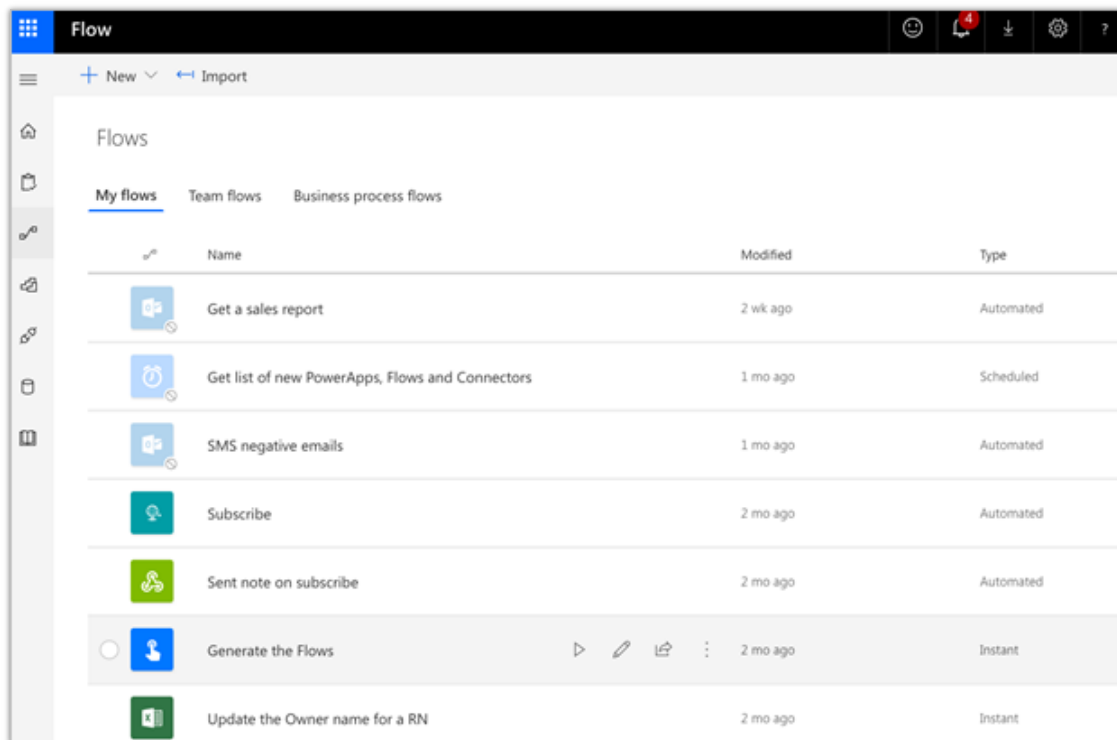 Flow
4
?
New
Import
Flows
My flows Team flows Business process flows
Name Modified Type
Get a sales report 2 wk ago Automated
Get list of new PowerApps, Flows and Connectors 1 mo ago Scheduled
SMS negative emails 1 mo ago Automated
Subscribe 2 mo ago Automated
Sent note on subscribe 2 mo ago Automated
Generate the Flows 2 mo ago Instant
Update the Owner name for a RN 2 mo ago Instant